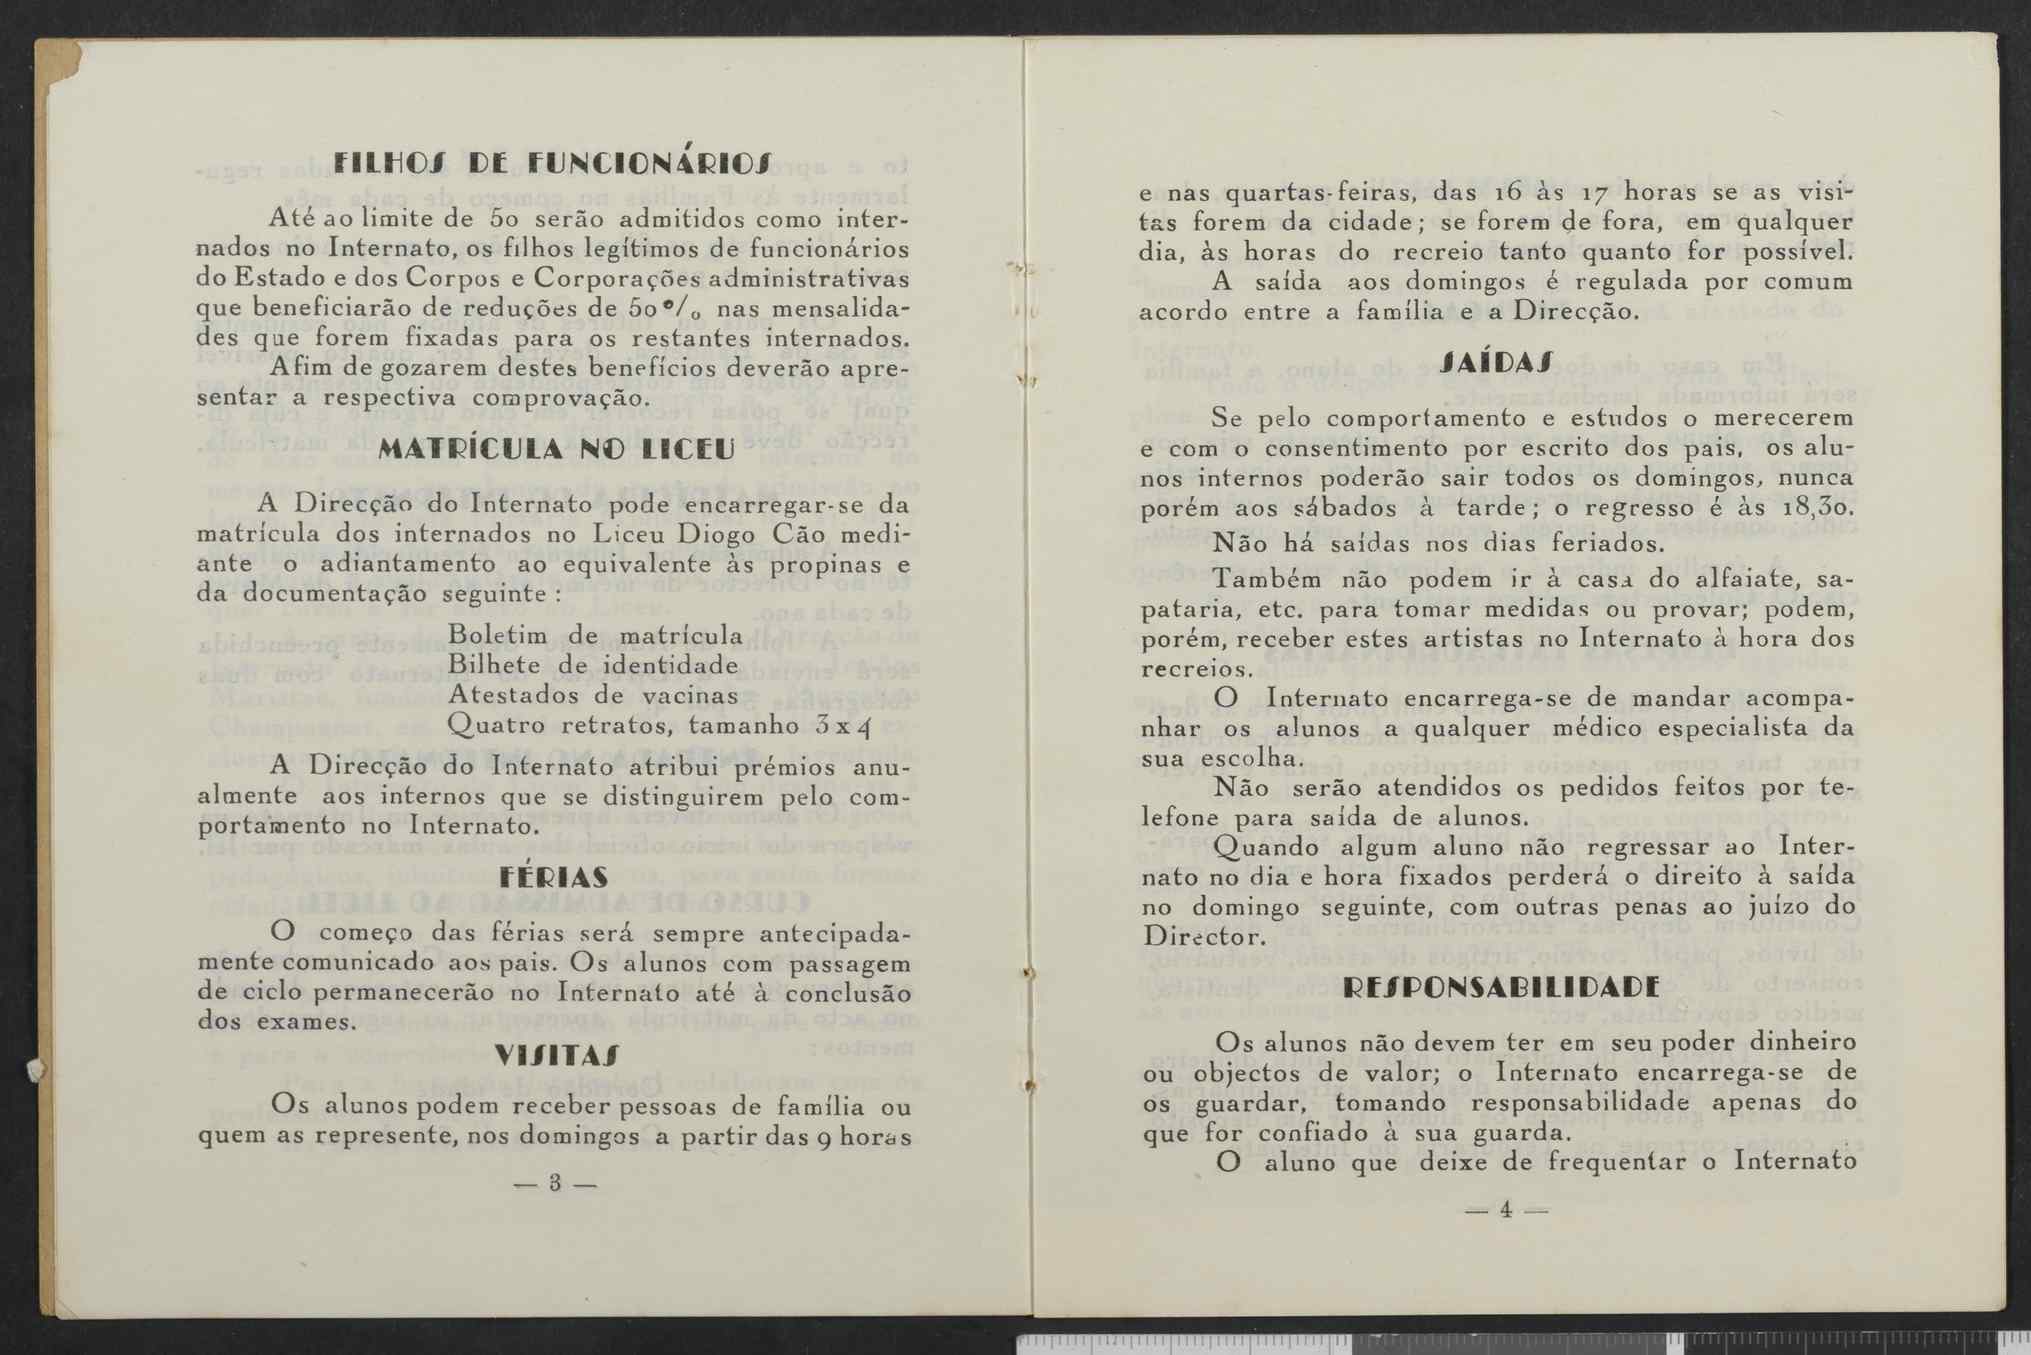 FILHOS DE FUNCIONÁRIOS
Até ao limite de 50 serão admitidos como inter-
nados no Internato, os filhos legítimos de funcionários
do Estado e dos Corpos e Corporações administrativas
que beneficiarão de reduções de 50 % nas mensalida-
des que forem fixadas para os restantes internados.
Afim de gozarem destes benefícios deverão apre-
sentar a respectiva comprovação.
MATRÍCULA NO LICEU
A Direcção do Internato pode encarregar-se da
matrícula dos internados no Liceu Diogo Cão medi-
ante o adiantamento ao equivalente às propinas e
da documentação seguinte :
Boletim de matrícula
Bilhete de identidade
Atestados de vacinas
Quatro retratos, tamanho 3 x 4
A Direcção do Internato atribui prémios anu-
almente aos internos que se distinguirem pelo com-
portamento no Internato.
FÉRIAS
O começo das férias será sempre antecipada-
mente comunicado aos pais. Os alunos com passagem
de ciclo permanecerão no Internato até à conclusão
dos exames.
VISITAS
Os alunos podem receber pessoas de família ou
quem as represente, nos domingos a partir das 9 horas
— 3 —
e nas quartas-feiras, das 16 às 17 horas se as visi-
tas forem da cidade; se forem de fora, em qualquer
dia, às horas do recreio tanto quanto for possível.
A saída aos domingos é regulada por comum
acordo entre a família e a Direcção.
SAÍDAS
Se pelo comportamento e estudos o merecerem
e com o consentimento por escrito dos pais, os alu-
nos internos poderão sair todos os domingos, nunca
porém aos sábados à tarde; o regresso é às 18,30.
Não há saídas nos dias feriados.
Também não podem ir à casa do alfaiate, sa-
pataria, etc. para tomar medidas ou provar; podem,
porém, receber estes artistas no Internato à hora dos
recreios.
O Internato encarrega-se de mandar acompa-
nhar os alunos a qualquer médico especialista da
sua escolha.
Não serão atendidos os pedidos feitos por te-
lefone para saída de alunos.
Quando algum aluno não regressar ao Inter-
nato no dia e hora fixados perderá o direito à saída
no domingo seguinte, com outras penas ao juízo do
Director.
RESPONSABILIDADE
Os alunos não devem ter em seu poder dinheiro
ou objectos de valor; o Internato encarrega-se de
os guardar, tomando responsabilidade apenas do
que for confiado à sua guarda.
O aluno que deixe de frequentar o Internato
— 4 —